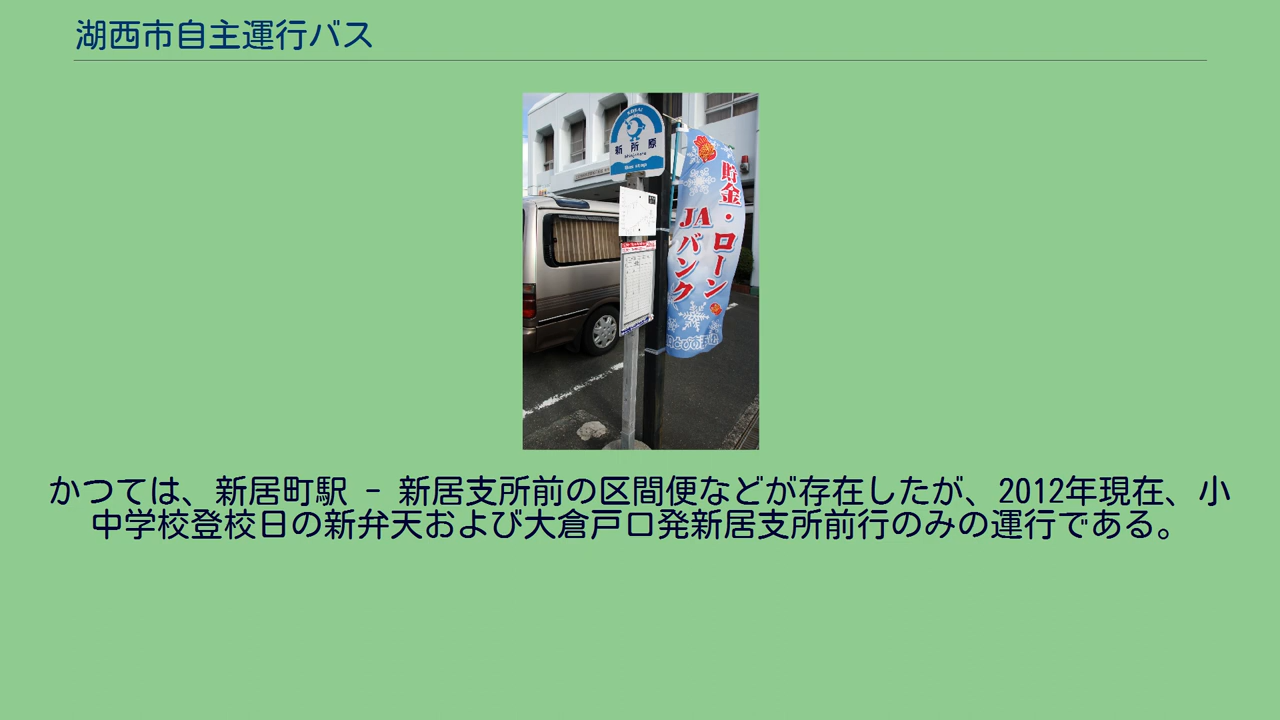 湖西市自主運行バス
新所原
Bus stop
貯金・ローン
JAバンク
かつては、新居町駅 - 新居支所前の区間便などが存在したが、2012年現在、小
中学校登校日の新弁天および大倉戸口発新居支所前行のみの運行である。